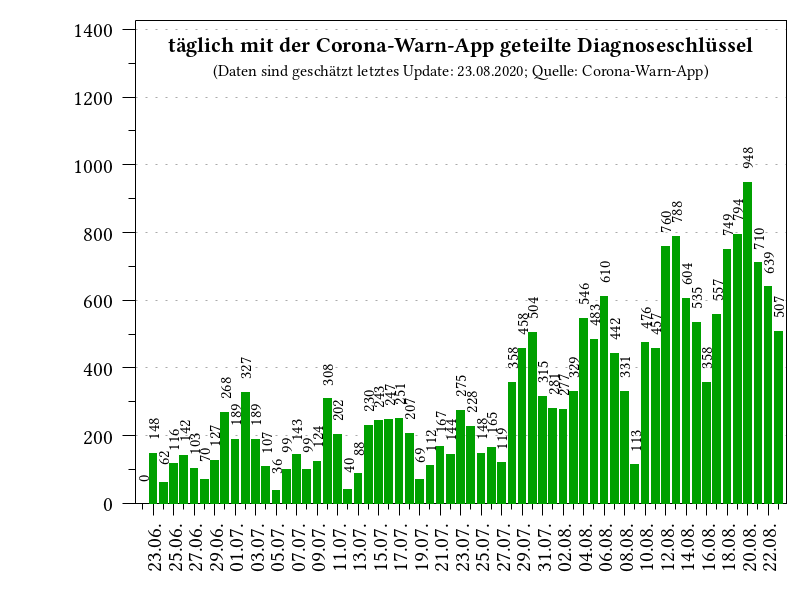 täglich mit der Corona-Warn-App geteilte Diagnoseschlüssel
(Daten sind geschätzt letztes Update: 23.08.2020; Quelle: Corona-Warn-App)
1400
1200
1000
800
600
400
200
0
0 148 62 116 142 103 70 127 268 189 327 189 107 36 99 143 99 124 308 202 40 88 230 243 247 251 207 69 112 167 144 275 228 148 165 119 358 458 504 315 281 277 329 546 483 610 442 331 113 476 457 760 788 604 535 358 557 749 794 948 710 639 507
23.06. 25.06. 27.06. 29.06. 01.07. 03.07. 05.07. 07.07. 09.07. 11.07. 13.07. 15.07. 17.07. 19.07. 21.07. 23.07. 25.07. 27.07. 29.07. 31.07. 02.08. 04.08. 06.08. 08.08. 10.08. 12.08. 14.08. 16.08. 18.08. 20.08. 22.08.